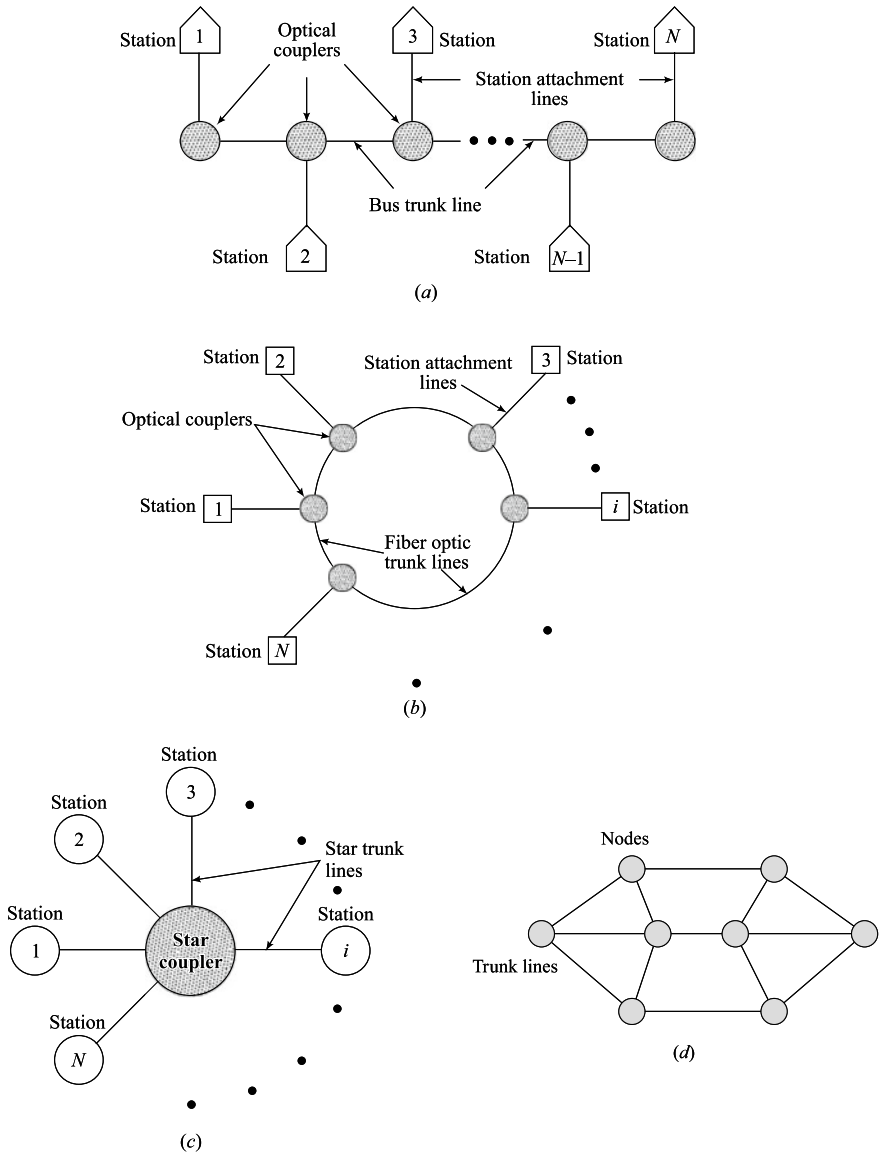 Station 1
Optical
couplers
3 Station
Station N
Station attachment
lines
Bus trunk line
Station 2
Station N–1
(a)
Station 2
Station attachment
lines
3 Station
Optical couplers
Station 1
i Station
Fiber optic
trunk lines
Station N
(b)
Station
3
Station
2
Star trunk
lines
Station
1
Star
coupler
Station
i
Station
N
(c)
Nodes
Trunk lines
(d)